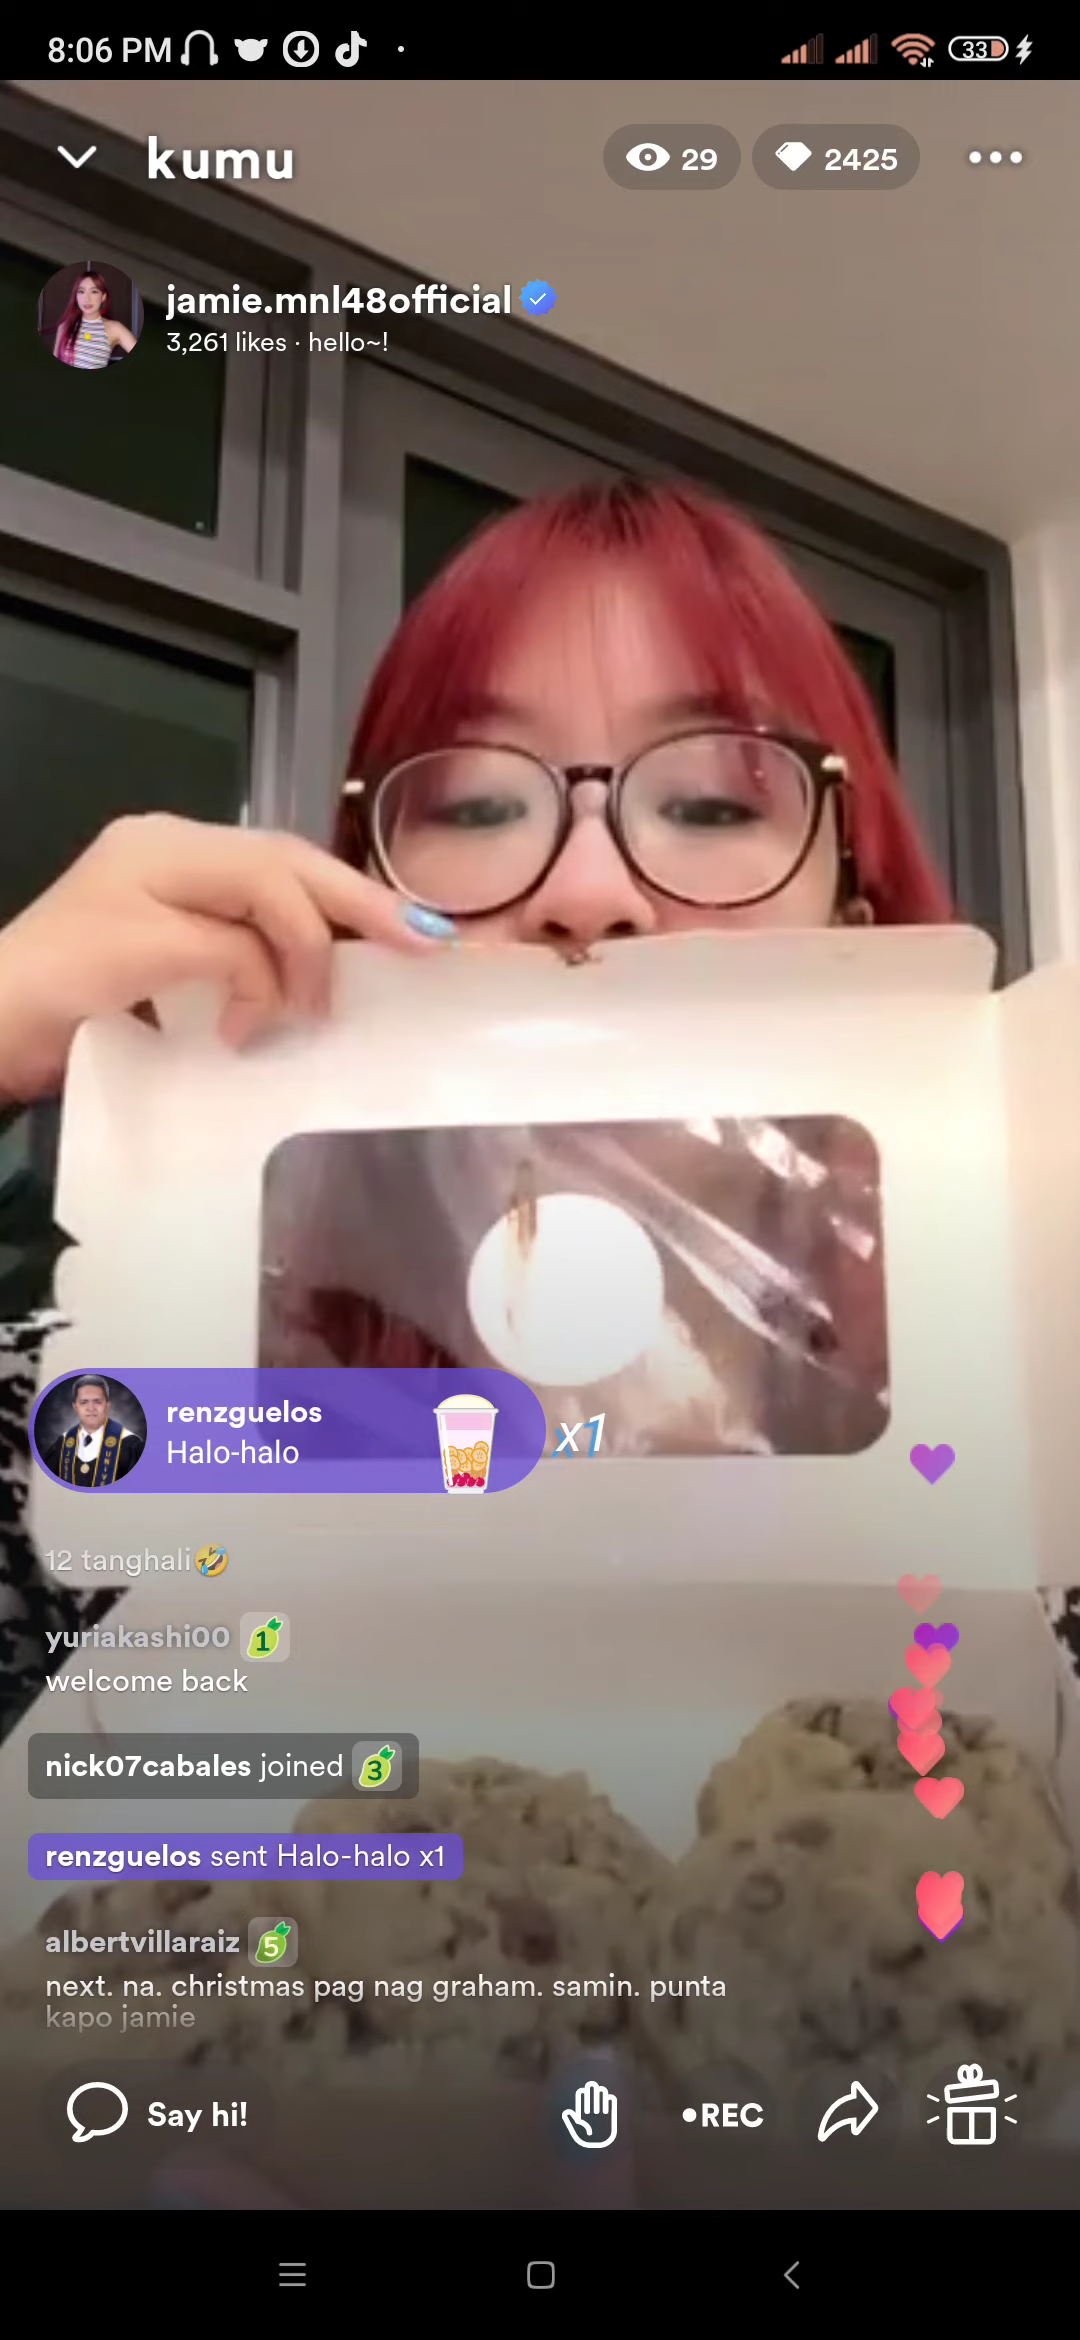 8:06 PM
33
kumu
29
2425
jamie.mnl48official
3,261 likes · hello~!
renzguelos
Halo-halo
x1
12 tanghali🤣
yuriakashi00 1
welcome back
nick07cabales joined 3
renzguelos sent Halo-halo x1
albertvillaraiz 5
next. na. christmas pag nag graham. samin. punta
kapo jamie
Say hi!
•REC